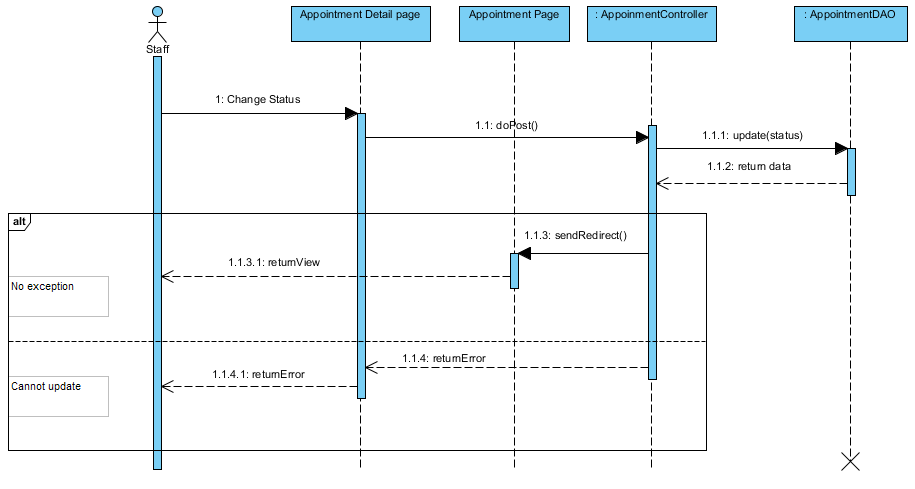 Appointment Detail page
Appointment Page
: AppoinmentController
: AppointmentDAO
Staff
1: Change Status
1.1: doPost()
1.1.1: update(status)
1.1.2: return data
alt
1.1.3: sendRedirect()
1.1.3.1: returnView
No exception
1.1.4: returnError
1.1.4.1: returnError
Cannot update